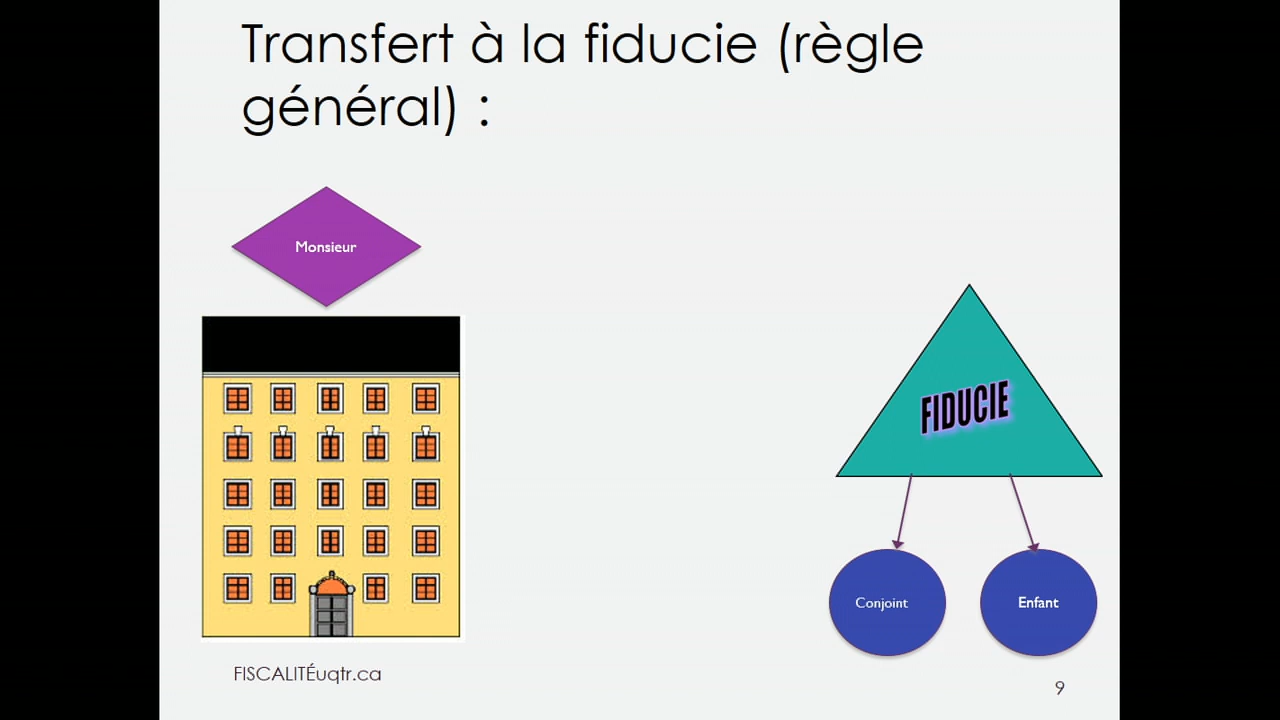 Transfert à la fiducie (règle
général) :
Monsieur
FIDUCIE
Conjoint
Enfant
FISCALITÉuqtr.ca
9